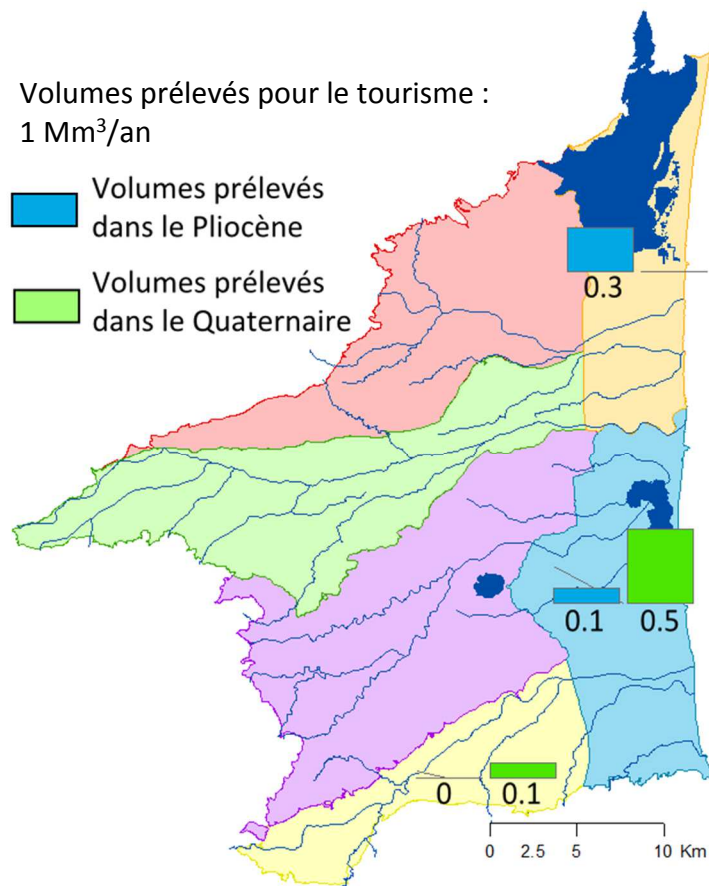 Volumes prélevés pour le tourisme :
1 Mm³/an
Volumes prélevés
dans le Pliocène
Volumes prélevés
dans le Quaternaire
0.3
0.1
0.5
0
0.1
0 2.5 5 10 Km